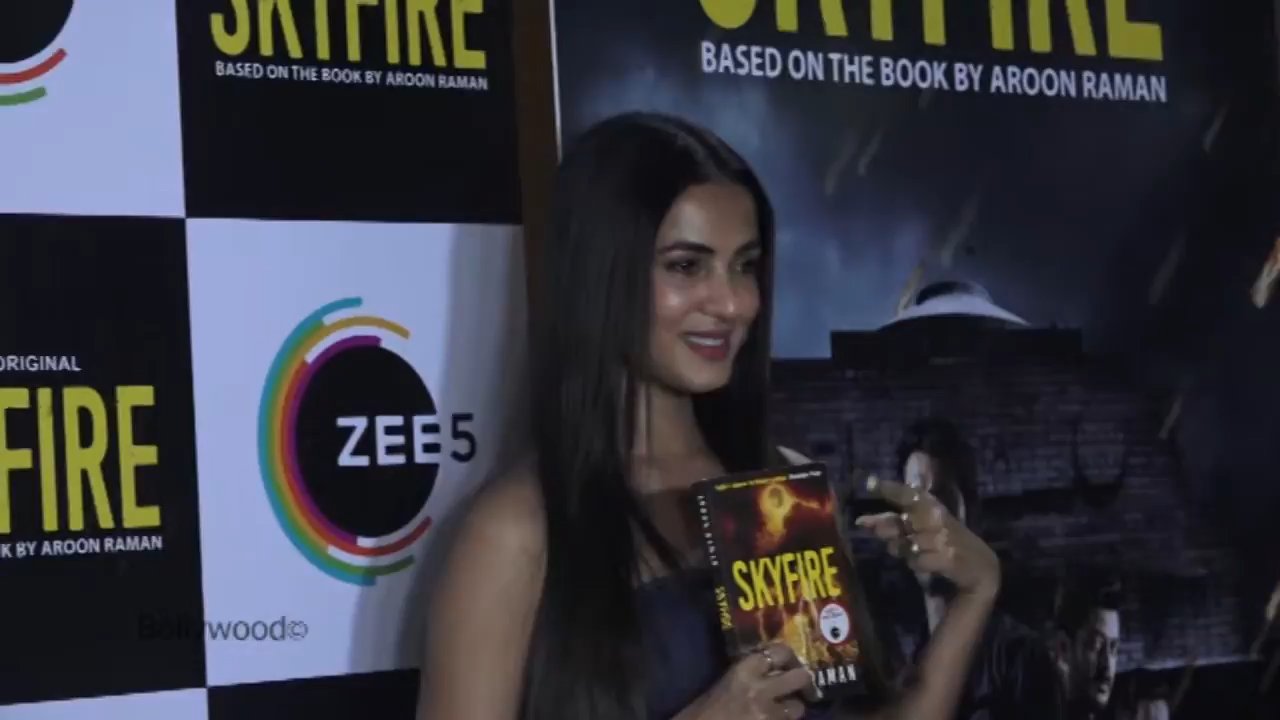 SKYFIRE
BASED ON THE BOOK BY AROON RAMAN
SKYFIRE
BASED ON THE BOOK BY AROON RAMAN
ORIGINAL
FIRE
K BY AROON RAMAN
ZEE5
SKYFIRE
RAMAN
Bollywood©